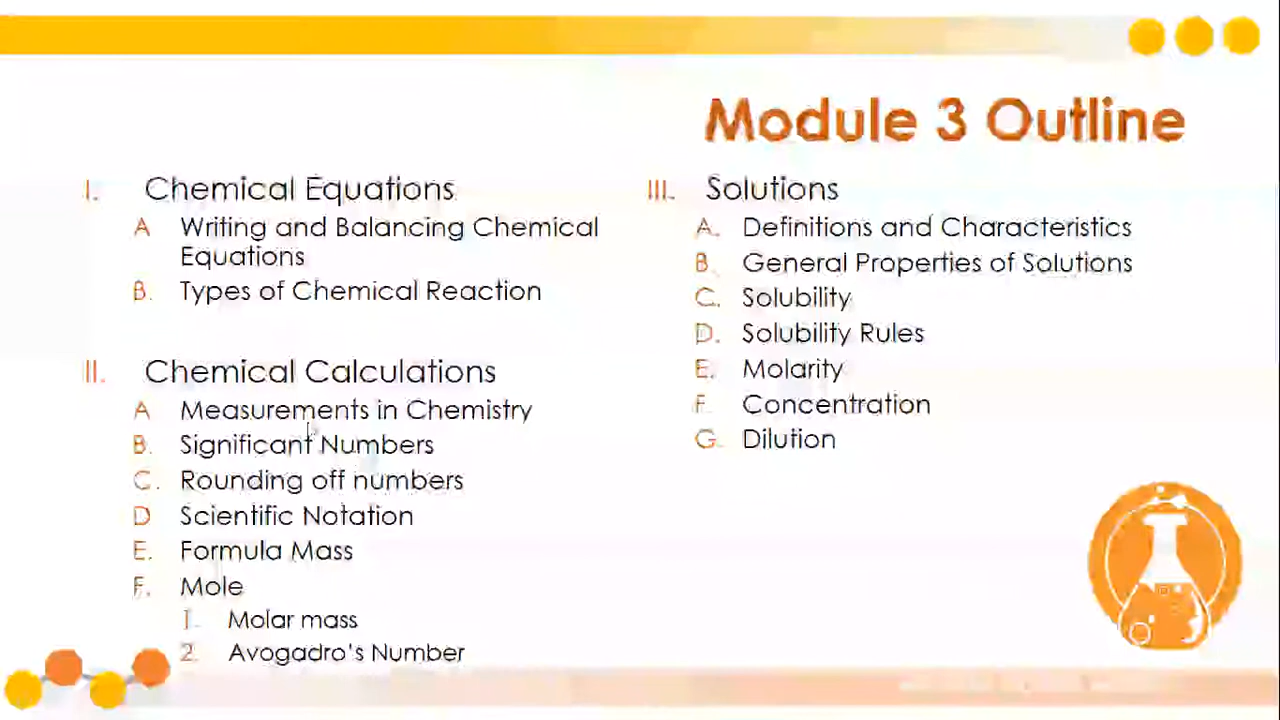 Module 3 Outline
I. Chemical Equations
A Writing and Balancing Chemical
Equations
B. Types of Chemical Reaction
II. Chemical Calculations
A Measurements in Chemistry
B. Significant Numbers
C. Rounding off numbers
D Scientific Notation
E. Formula Mass
F. Mole
1. Molar mass
2. Avogadro's Number
III. Solutions
A. Definitions and Characteristics
B. General Properties of Solutions
C. Solubility
D. Solubility Rules
E. Molarity
F. Concentration
G. Dilution